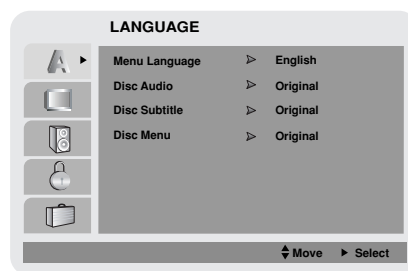 LANGUAGE
A
Menu Language English
Disc Audio Original
Disc Subtitle Original
Disc Menu Original
Move Select